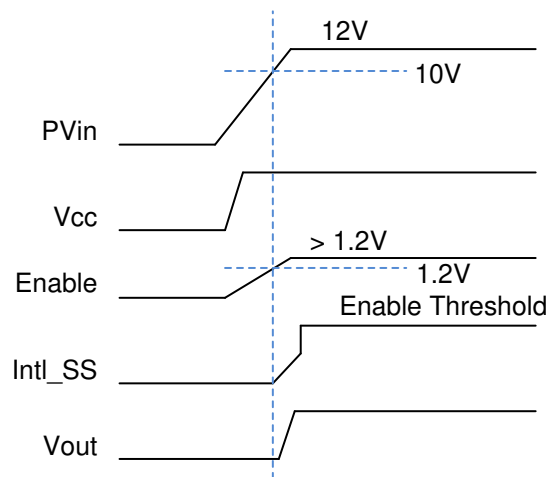 12V
10V
PVin
Vcc
> 1.2V
1.2V
Enable
Enable Threshold
Intl_SS
Vout